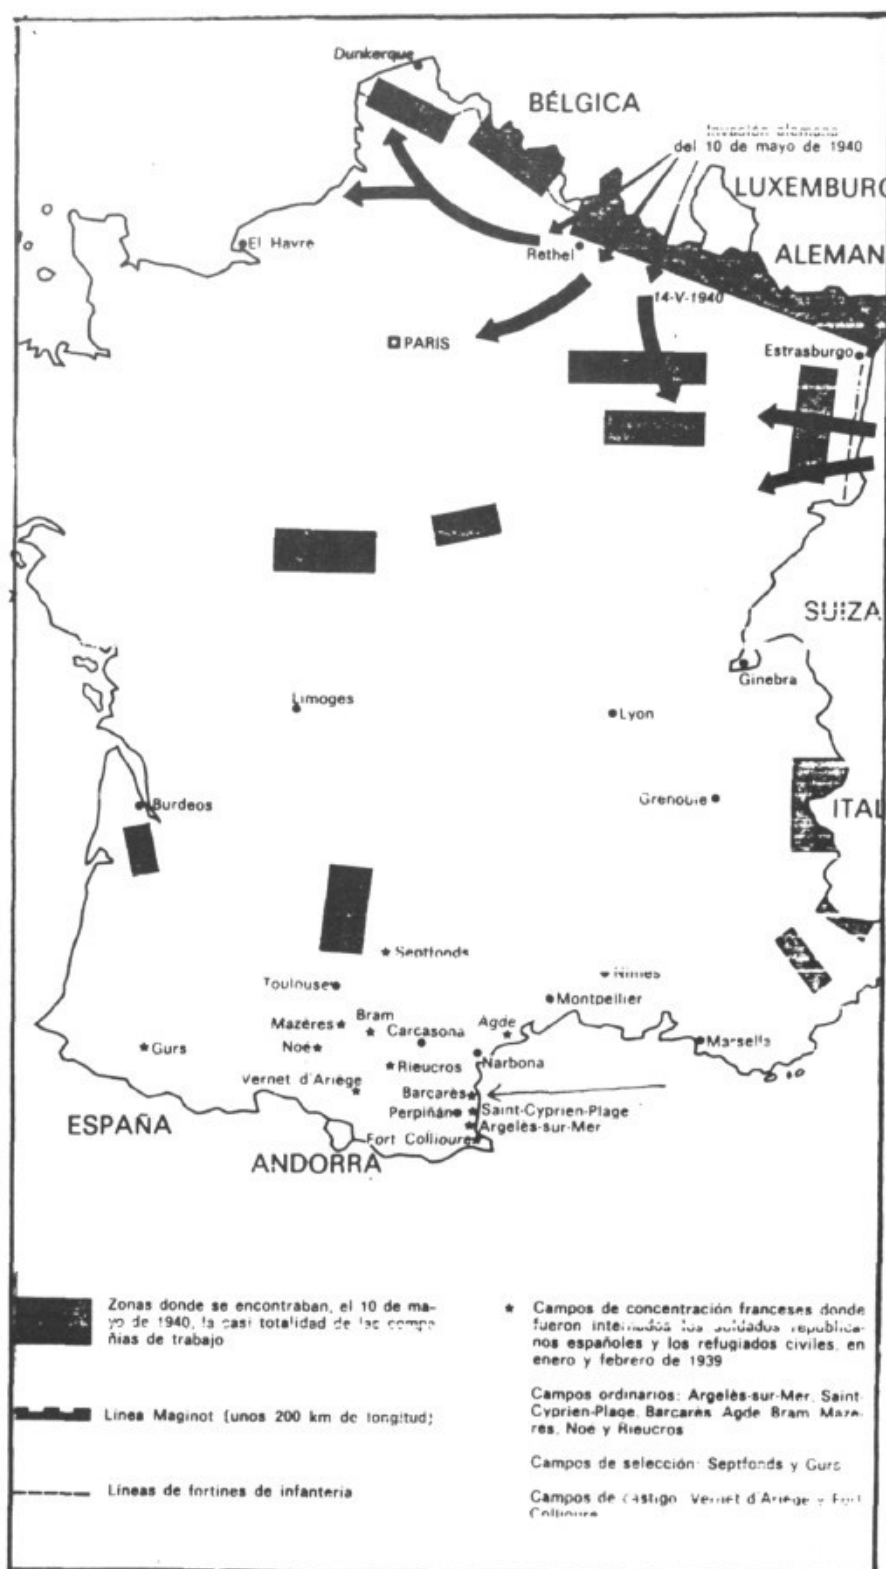 Dunkerque
BÉLGICA
Invasión alemana
del 10 de mayo de 1940
LUXEMBURG
El Havre
Rethel
ALEMAN
14-V-1940
PARIS
Estrasburgo
SUIZA
Ginebra
Limoges
Lyon
Burdeos
Grenoble
ITAL
Septfonds
Toulouse
Nimes
Montpellier
Mazères
Bram
Carcasona
Agde
Marsella
Gurs
Noé
Rieucros
Narbona
Vernet d'Ariège
Barcarès
Perpiñán
Saint-Cyprien-Plage
Argelès-sur-Mer
ESPAÑA
Fort Collioure
ANDORRA
Zonas donde se encontraban, el 10 de ma-
yo de 1940, la casi totalidad de las compa-
ñias de trabajo
Línea Maginot (unos 200 km de longitud)
Líneas de fortines de infantería
* Campos de concentración franceses donde
fueron internados los soldados republica-
nos españoles y los refugiados civiles, en
enero y febrero de 1939
Campos ordinarios: Argelès-sur-Mer, Saint-
Cyprien-Plage, Barcarès, Agde, Bram, Mazè-
res, Noé y Rieucros
Campos de selección: Septfonds y Gurs
Campos de castigo: Vernet d'Ariège y Fort
Collioure